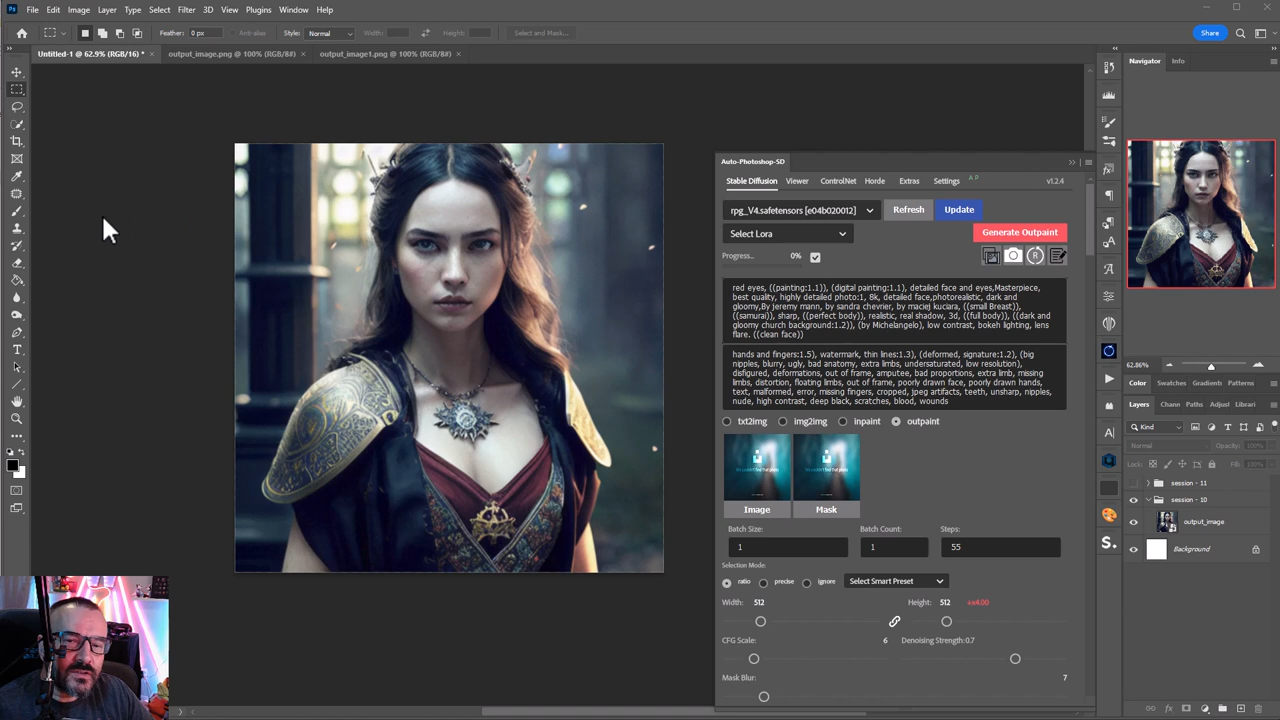 Ps File Edit Image Layer Type Select Filter 3D View Plugins Window Help
Feather: 0 px Anti-alias Style: Normal Width: Height: Select and Mask... Share
Untitled-1 @ 62.9% (RGB/16) * × output_image.png @ 100% (RGB/8#) × output_image1.png @ 100% (RGB/8#) ×
Navigator Info
Auto-Photoshop-SD
Stable Diffusion Viewer ControlNet Horde Extras Settings A P v1.2.4
rpg_V4.safetensors [e04b020012] Refresh Update
Select Lora Generate Outpaint
Progress.. 0%
red eyes, ((painting:1.1)), (digital painting:1.1), detailed face and eyes,Masterpiece,
best quality, highly detailed photo:1, 8k, detailed face,photorealistic, dark and
gloomy,By jeremy mann, by sandra chevrier, by maciej kuciara, ((small Breast)),
((samurai)), sharp, ((perfect body)), realistic, real shadow, 3d, ((full body)), ((dark and
gloomy church background:1.2)), (by Michelangelo), low contrast, bokeh lighting, lens
flare. ((clean face))
hands and fingers:1.5), watermark, thin lines:1.3), (deformed, signature:1.2), (big
nipples, blurry, ugly, bad anatomy, extra limbs, undersaturated, low resolution),
disfigured, deformations, out of frame, amputee, bad proportions, extra limb, missing
limbs, distortion, floating limbs, out of frame, poorly drawn face, poorly drawn hands,
text, malformed, error, missing fingers, cropped, jpeg artifacts, teeth, unsharp, nipples,
nude, high contrast, deep black, scratches, blood, wounds
txt2img img2img inpaint outpaint
Image Mask
Batch Size: Batch Count: Steps:
1 1 55
Selection Mode:
ratio precise ignore Select Smart Preset
Width: 512 Height: 512
CFG Scale: 6 Denoising Strength:0.7
Mask Blur: 7
62.86%
Color Swatches Gradients Patterns
Layers Chann Paths Adjust Librari
Kind
Normal Opacity: 100%
Lock: Fill: 100%
session - 11
session - 10
output_image
Background